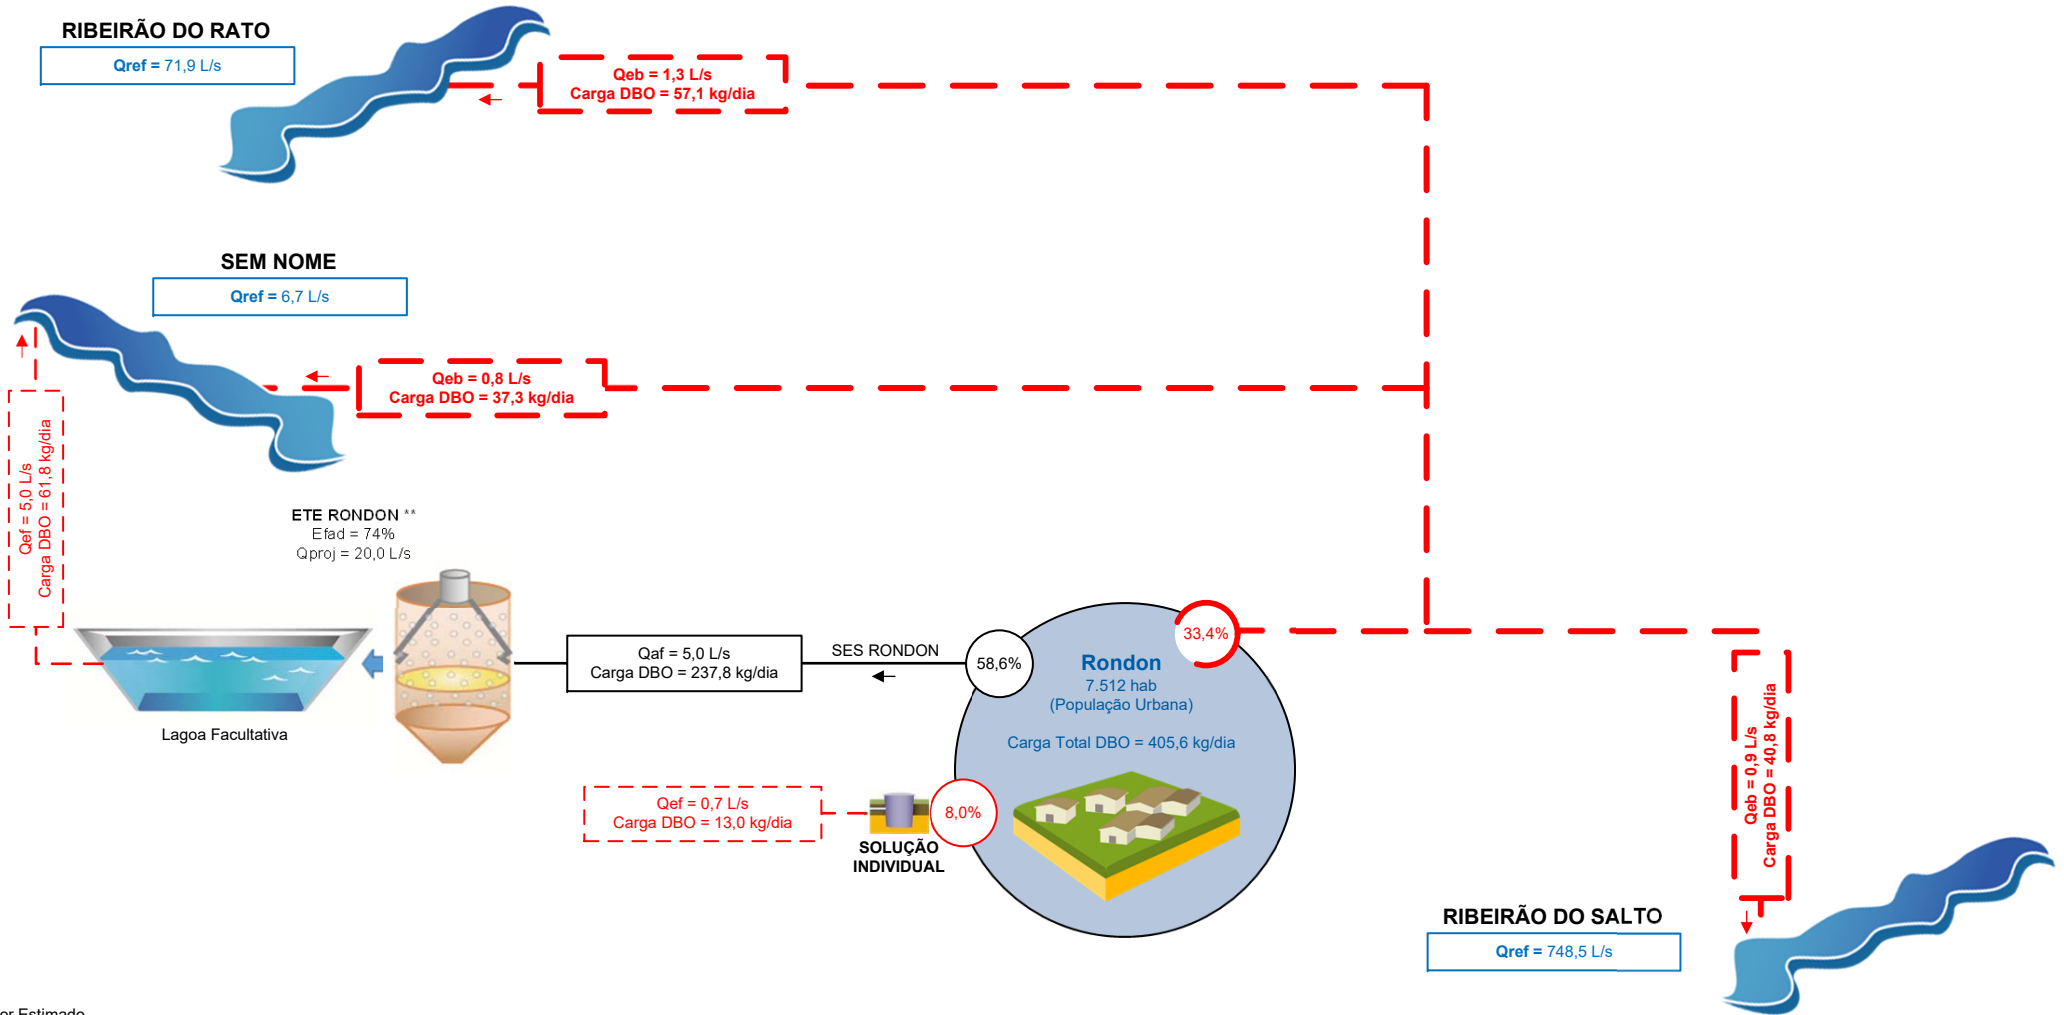 RIBEIRÃO DO RATO
Qref = 71,9 L/s
Qeb = 1,3 L/s
Carga DBO = 57,1 kg/dia
SEM NOME
Qref = 6,7 L/s
Qeb = 0,8 L/s
Carga DBO = 37,3 kg/dia
Qef = 5,0 L/s
Carga DBO = 61,8 kg/dia
ETE RONDON **
Efad = 74%
Qproj = 20,0 L/s
Lagoa Facultativa
Qaf = 5,0 L/s
Carga DBO = 237,8 kg/dia
SES RONDON
58,6%
33,4%
Rondon
7.512 hab
(População Urbana)
Carga Total DBO = 405,6 kg/dia
Qef = 0,7 L/s
Carga DBO = 13,0 kg/dia
8,0%
SOLUÇÃO
INDIVIDUAL
Qeb = 0,9 L/s
Carga DBO = 40,8 kg/dia
RIBEIRÃO DO SALTO
Qref = 748,5 L/s
or Estimado